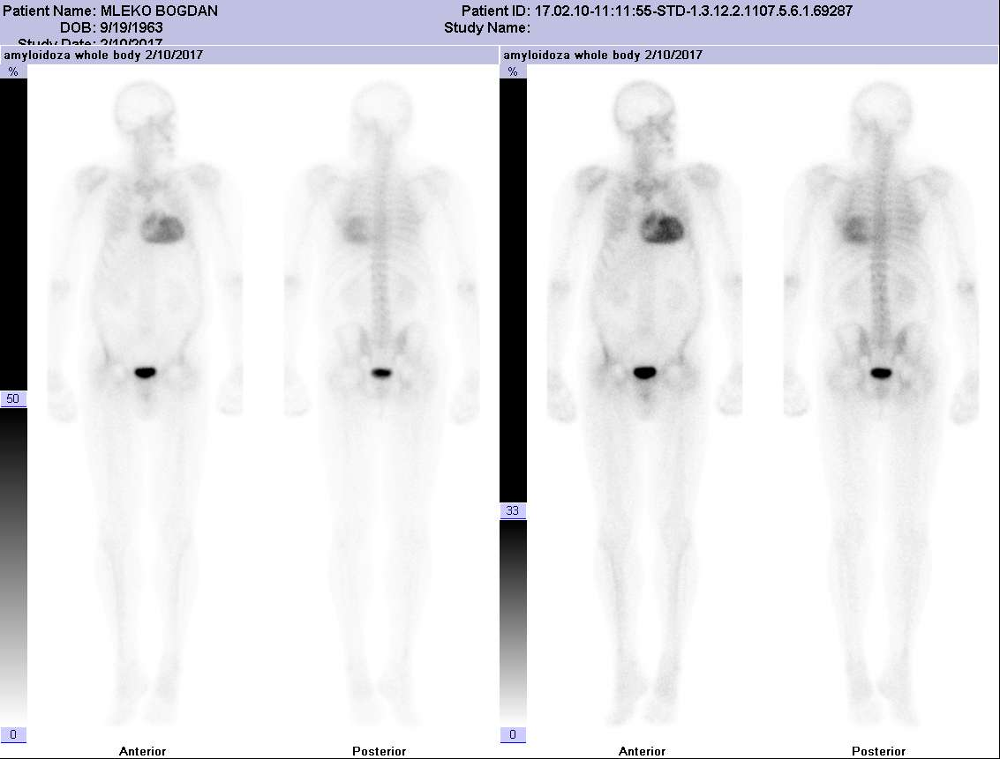 Patient Name: MLEKO BOGDAN
Patient ID: 17.02.10-11:11:55-STD-1.3.12.2.1107.5.6.1.69287
DOB: 9/19/1963
Study Name:
Study Date: 2/10/2017
amyloidoza whole body 2/10/2017
amyloidoza whole body 2/10/2017
%
%
50
33
0
0
Anterior
Posterior
Anterior
Posterior